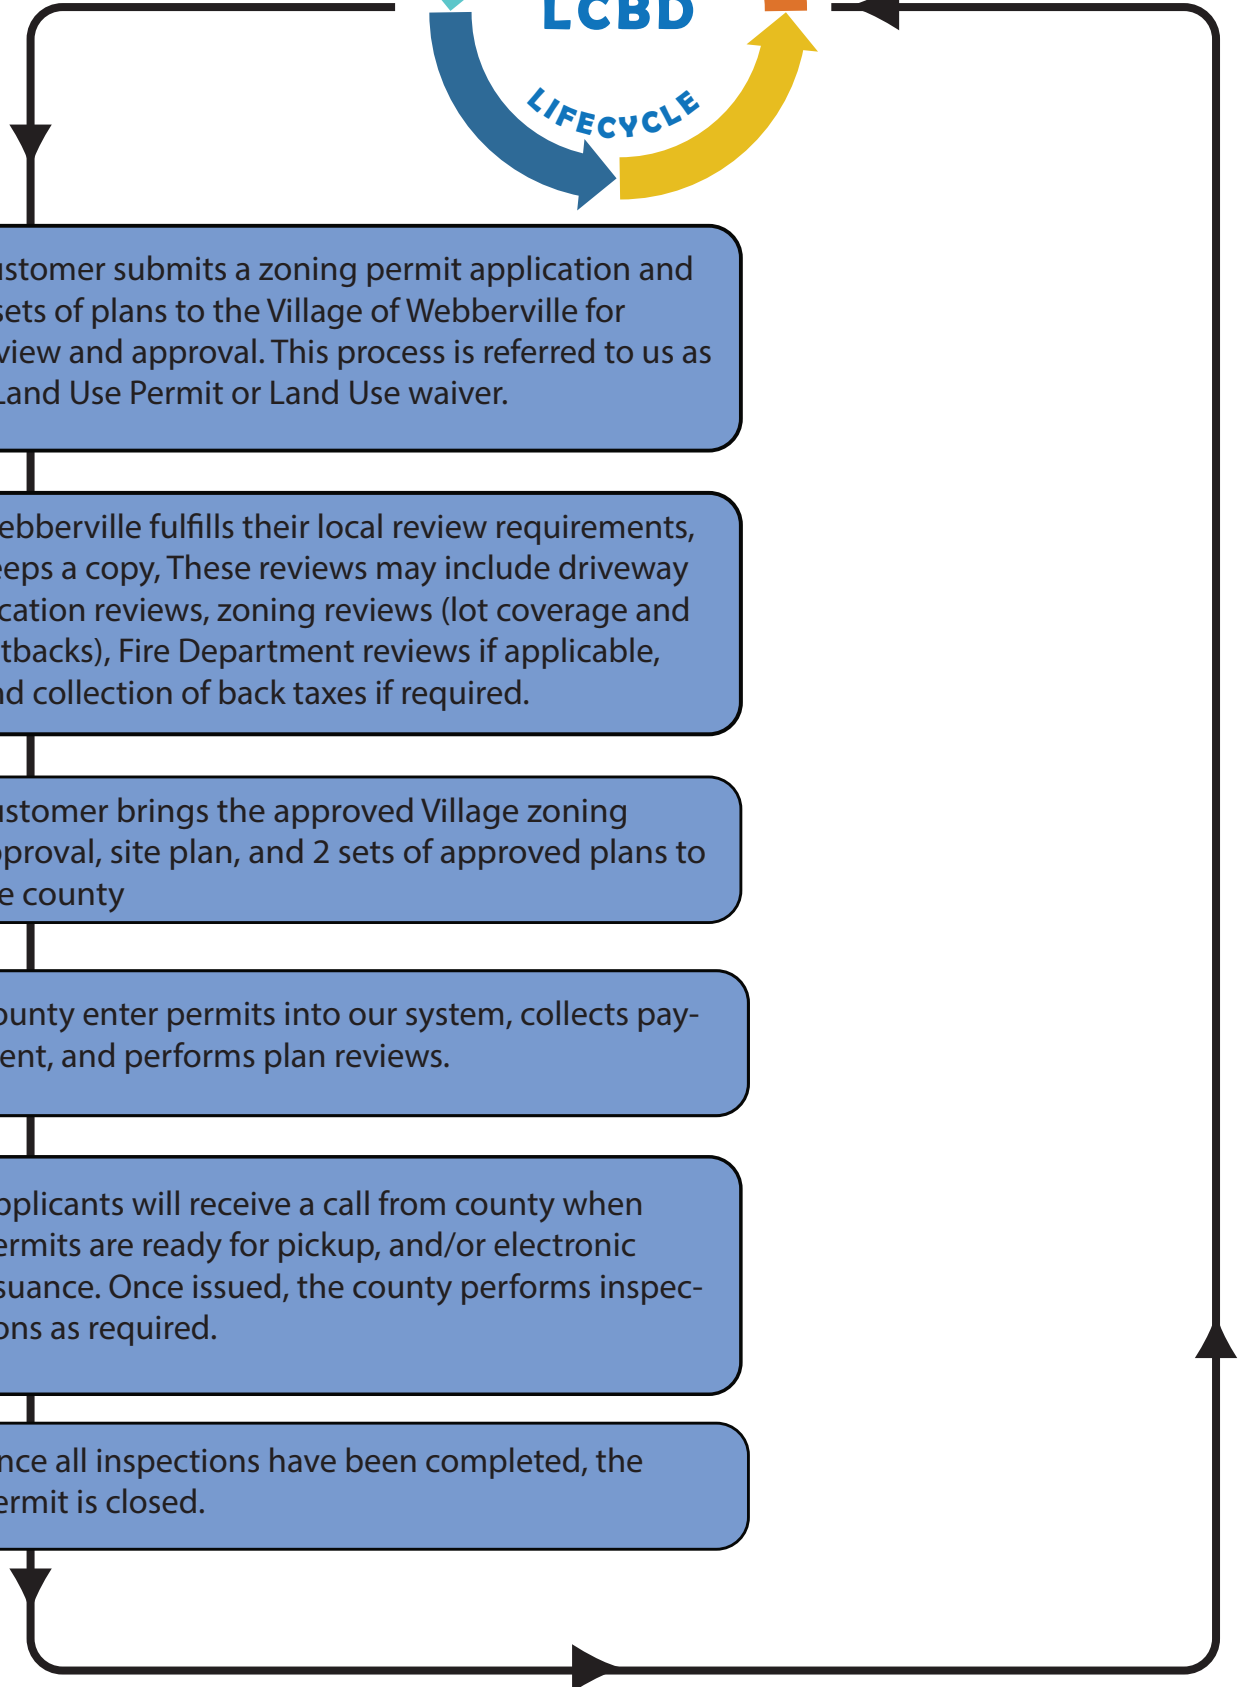 LCBD
LIFECYCLE
ustomer submits a zoning permit application and
sets of plans to the Village of Webberville for
view and approval. This process is referred to us as
Land Use Permit or Land Use waiver.
ebberville fulfills their local review requirements,
eeps a copy, These reviews may include driveway
cation reviews, zoning reviews (lot coverage and
tbacks), Fire Department reviews if applicable,
nd collection of back taxes if required.
ustomer brings the approved Village zoning
pproval, site plan, and 2 sets of approved plans to
e county
ounty enter permits into our system, collects pay-
ent, and performs plan reviews.
pplicants will receive a call from county when
ermits are ready for pickup, and/or electronic
suance. Once issued, the county performs inspec-
ons as required.
nce all inspections have been completed, the
ermit is closed.